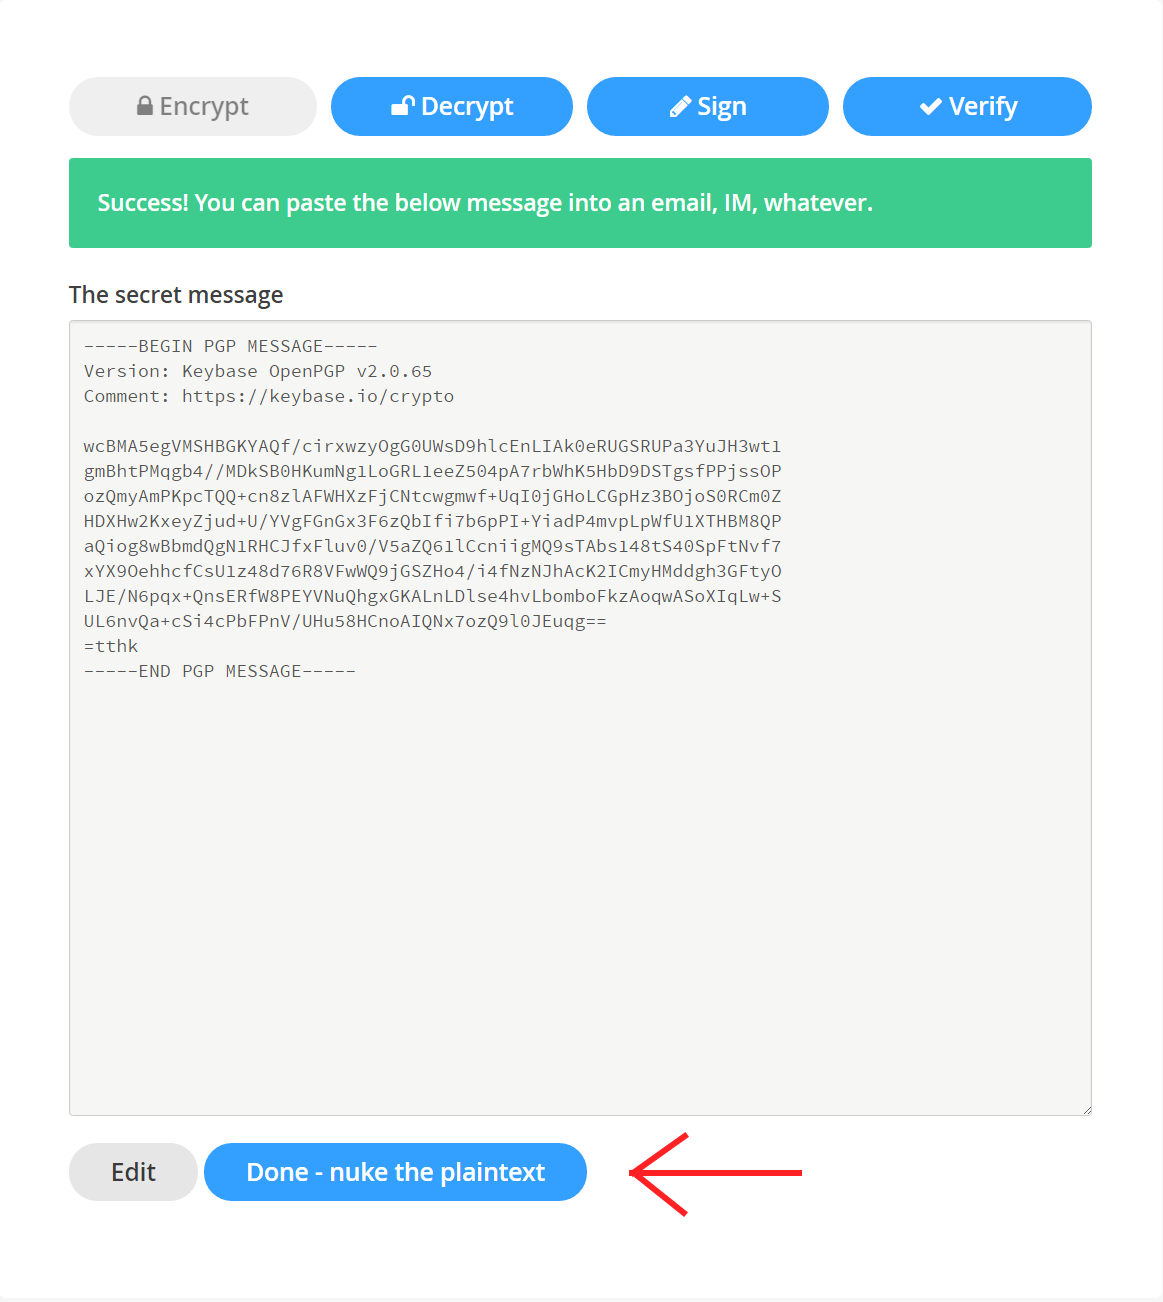 Encrypt
Decrypt
Sign
Verify
Success! You can paste the below message into an email, IM, whatever.
The secret message
-----BEGIN PGP MESSAGE-----
Version: Keybase OpenPGP v2.0.65
Comment: https://keybase.io/crypto
wcBMA5egVMSHBGKYAQf/cirxwzyOgG0UWsD9hlcEnLIAk0eRUGSRUPa3YuJH3wt1
gmBhtPMqgb4//MDkSB0HKumNg1LoGRL1eeZ504pA7rbWhK5HbD9DSTgsfPPjssOP
ozQmyAmPKpcTQQ+cn8zlAFWHXzFjCNtcwgmwf+UqI0jGHoLCGpHz3BOjoS0RCm0Z
HDXHw2KxeyZjud+U/YVgFGnGx3F6zQbIfi7b6pPI+YiadP4mvpLpWfU1XTHBM8QP
aQiog8wBbmdQgN1RHCJfxFluv0/V5aZQ61lCcniigMQ9sTAbs148tS40SpFtNvf7
xYX9OehhcfCsU1z48d76R8VFwWQ9jGSZHo4/i4fNzNJhAcK2ICmyHMddgh3GFtyO
LJE/N6pqx+QnsERfW8PEYVNuQhgxGKALnLDlse4hvLbomboFkzAoqwASoXIqLw+S
UL6nvQa+cSi4cPbFPnV/UHu58HCnoAIQNx7ozQ9l0JEuqg==
=tthk
-----END PGP MESSAGE-----
Edit
Done - nuke the plaintext